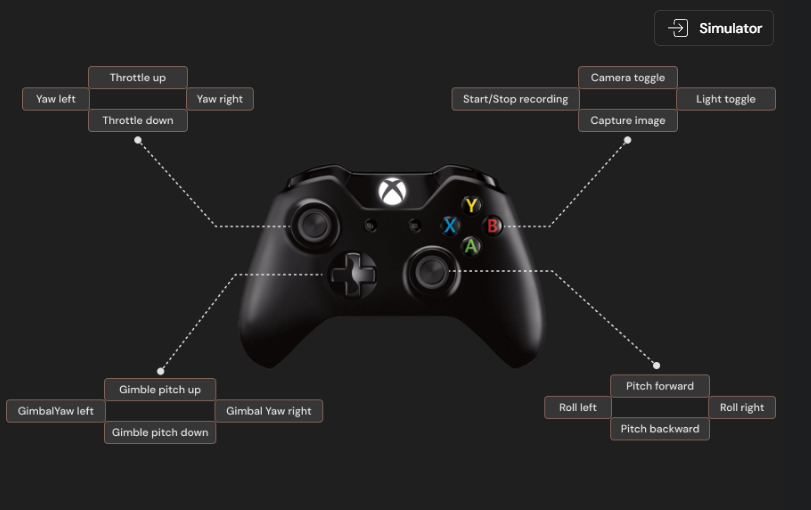 Simulator
Throttle up
Yaw left
Yaw right
Throttle down
Camera toggle
Start/Stop recording
Light toggle
Capture image
Y
X
B
A
Gimble pitch up
GimbalYaw left
Gimbal Yaw right
Gimble pitch down
Pitch forward
Roll left
Roll right
Pitch backward